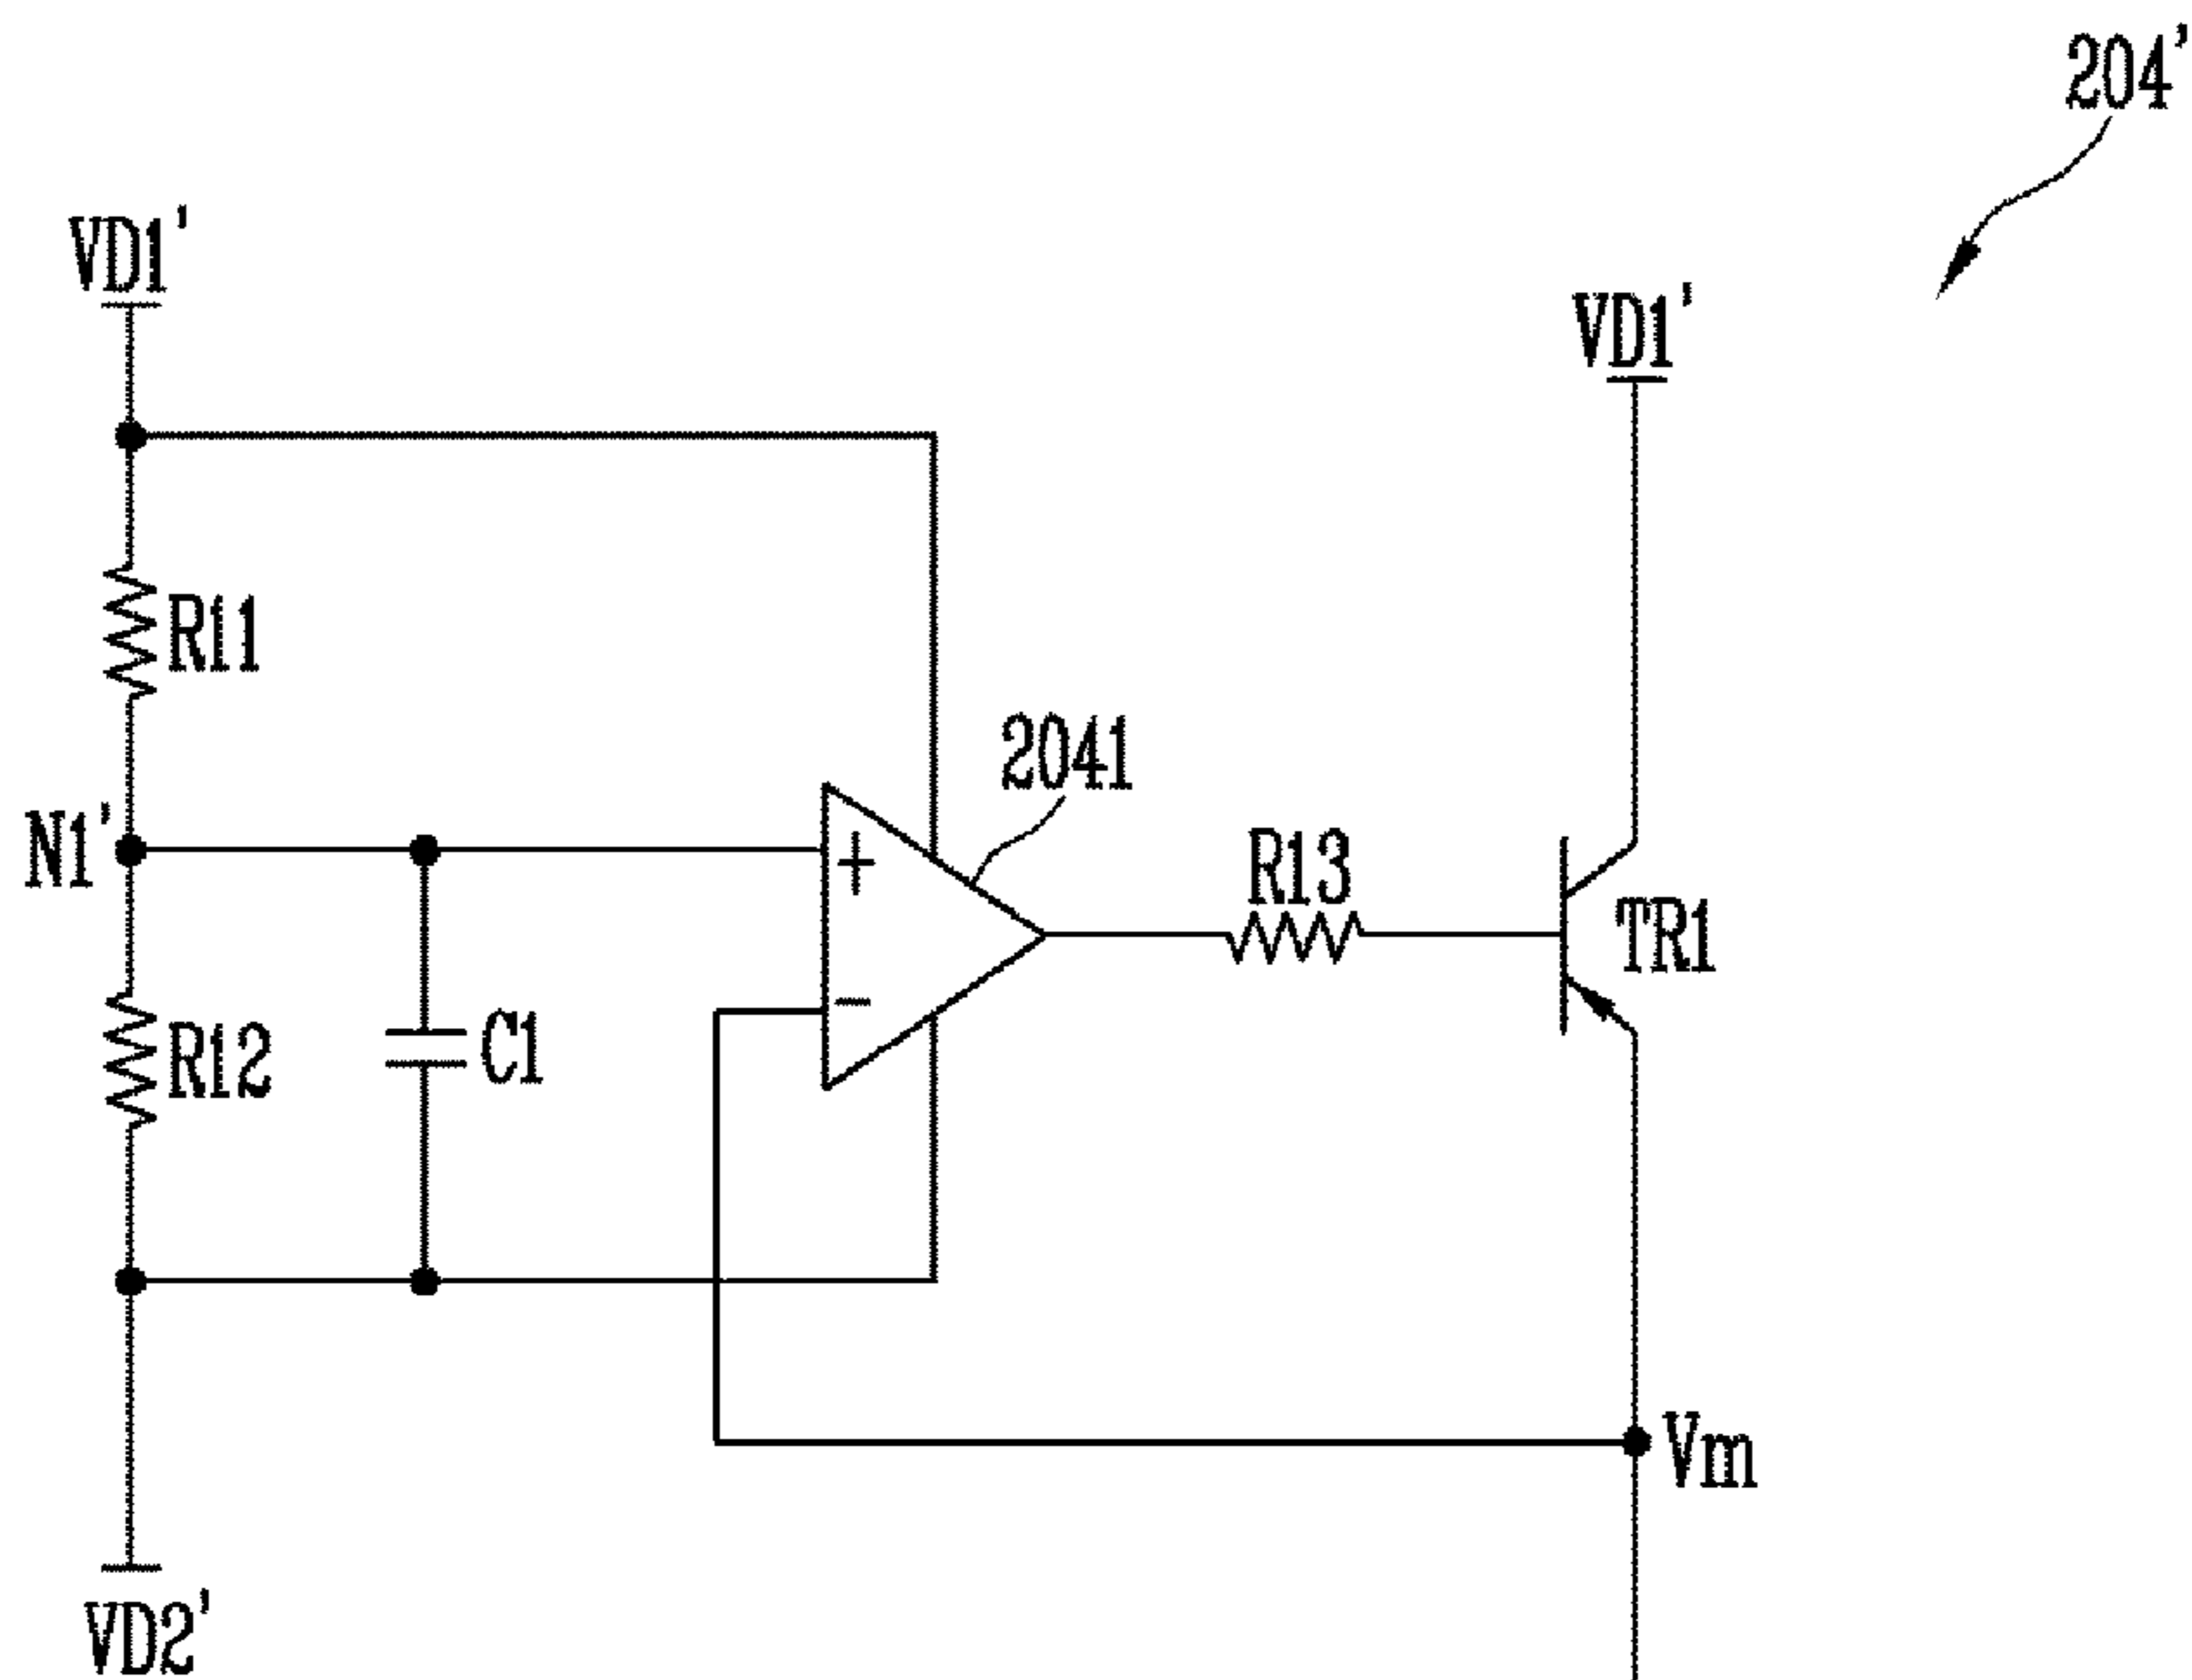 204'
VD1'
VD1'
R11
2041
N1'
+
R13
TR1
−
R12
C1
Vm
VD2'